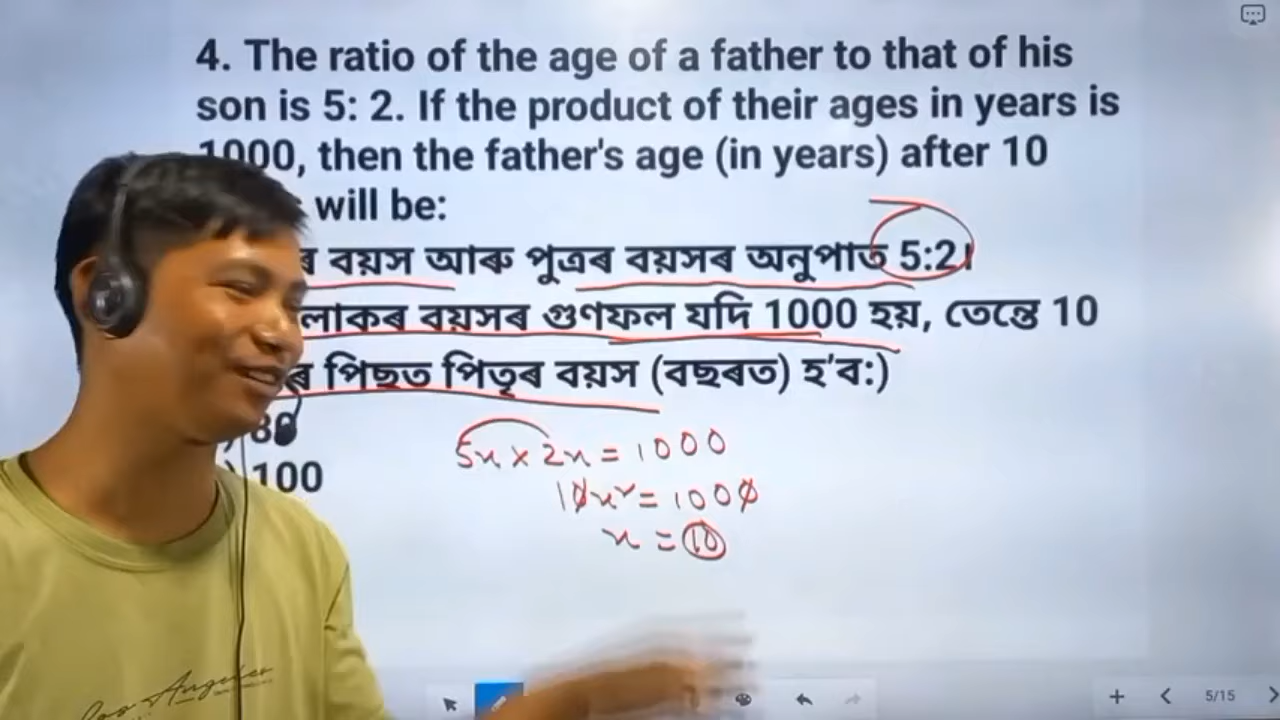 4. The ratio of the age of a father to that of his
son is 5: 2. If the product of their ages in years is
1000, then the father's age (in years) after 10
will be:
বয়স আৰু পুত্ৰৰ বয়সৰ অনুপাত 5:2।
বয়সৰ গুণফল যদি 1000 হয়, তেন্তে 10
পিছত পিতৃৰ বয়স (বছৰত) হ'ব:)
100
5x × 2x = 1000
10x² = 1000
x = 10
Los Angeles
5/15